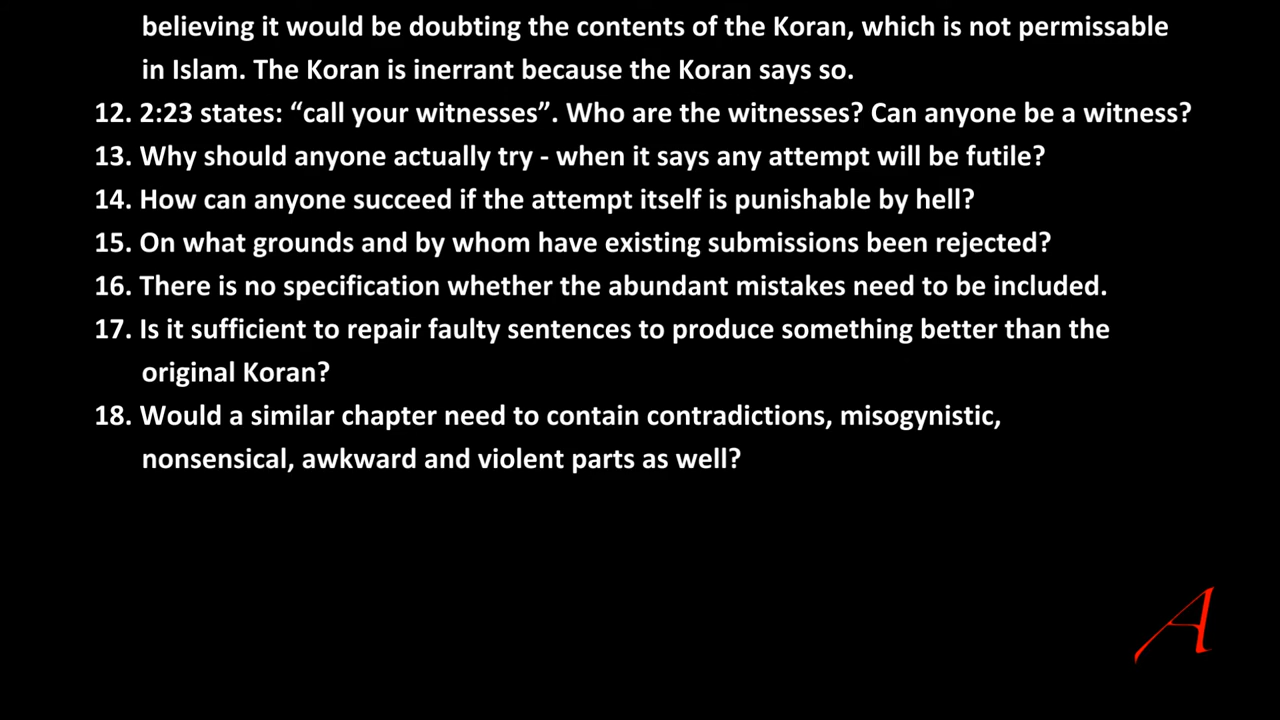 believing it would be doubting the contents of the Koran, which is not permissable
in Islam. The Koran is inerrant because the Koran says so.
12. 2:23 states: “call your witnesses”. Who are the witnesses? Can anyone be a witness?
13. Why should anyone actually try - when it says any attempt will be futile?
14. How can anyone succeed if the attempt itself is punishable by hell?
15. On what grounds and by whom have existing submissions been rejected?
16. There is no specification whether the abundant mistakes need to be included.
17. Is it sufficient to repair faulty sentences to produce something better than the
original Koran?
18. Would a similar chapter need to contain contradictions, misogynistic,
nonsensical, awkward and violent parts as well?
A